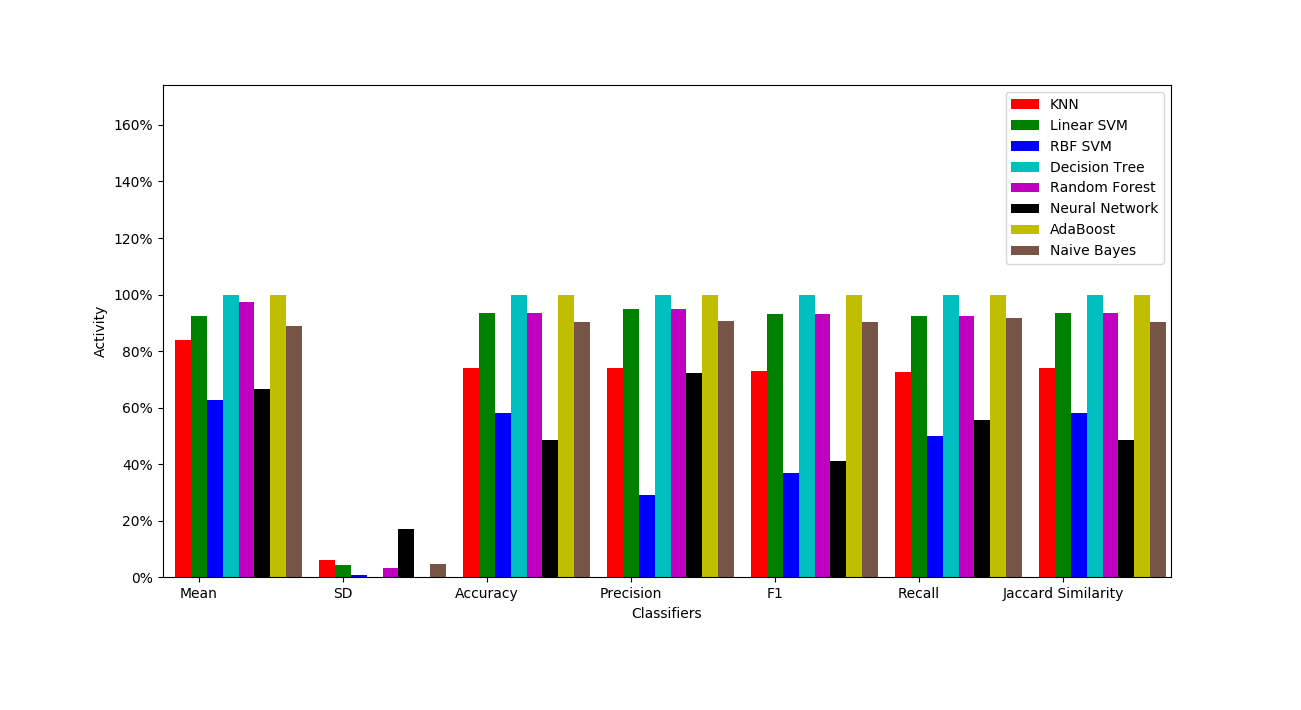 160%
140%
120%
100%
80%
60%
40%
20%
0%
Activity
KNN
Linear SVM
RBF SVM
Decision Tree
Random Forest
Neural Network
AdaBoost
Naive Bayes
Mean SD Accuracy Precision F1 Recall Jaccard Similarity
Classifiers